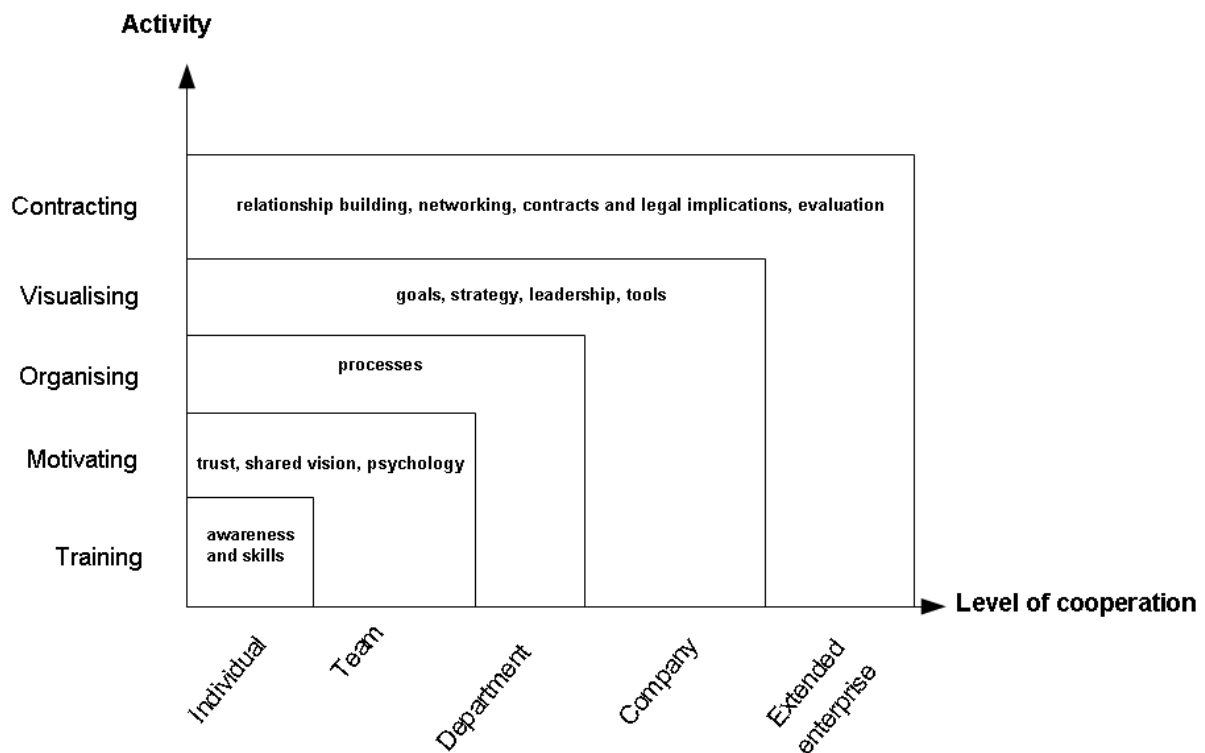 Activity
Contracting
relationship building, networking, contracts and legal implications, evaluation
Visualising
goals, strategy, leadership, tools
Organising
processes
Motivating
trust, shared vision, psychology
Training
awareness
and skills
Level of cooperation
Individual
Team
Department
Company
Extended
enterprise